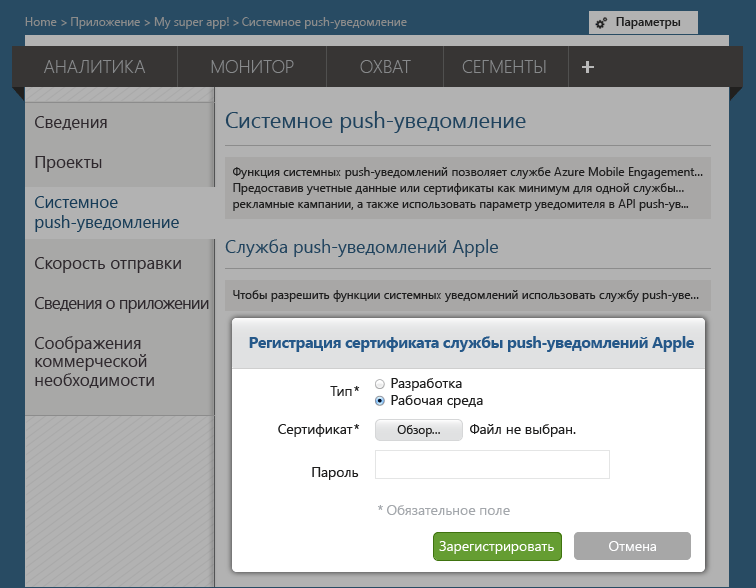 Home > Приложение > My super app! > Системное push-уведомление
Параметры
АНАЛИТИКА МОНИТОР ОХВАТ СЕГМЕНТЫ +
Сведения
Проекты
Системное
push-уведомление
Скорость отправки
Сведения о приложении
Соображения
коммерческой
необходимости
Системное push-уведомление
Функция системных push-уведомлений позволяет службе Azure Mobile Engagement...
Предоставив учетные данные или сертификаты как минимум для одной службы...
рекламные кампании, а также использовать параметр уведомителя в API push-ув...
Служба push-уведомлений Apple
Чтобы разрешить функции системных уведомлений использовать службу push-уве...
Регистрация сертификата службы push-уведомлений Apple
Тип*
Разработка
Рабочая среда
Сертификат* Обзор... Файл не выбран.
Пароль
* Обязательное поле
Зарегистрировать Отмена